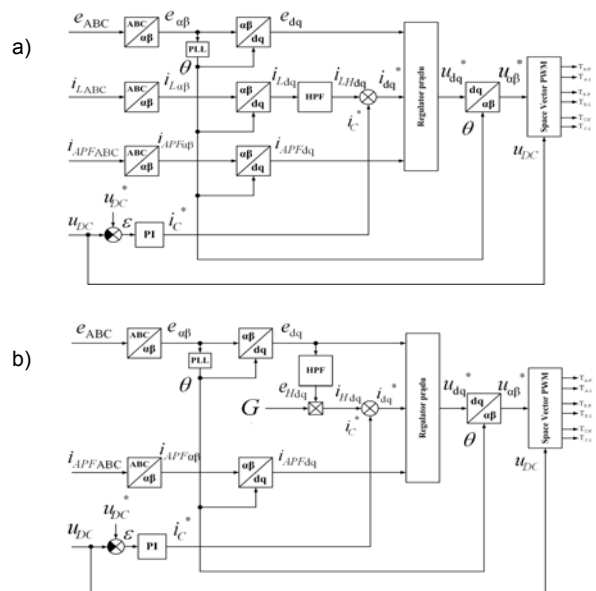 a)
e_ABC
ABC
αβ
e_αβ
αβ
dq
e_dq
PLL
θ
i_LABC
ABC
αβ
i_Lαβ
αβ
dq
i_Ldq
HPF
i_LHdq
i_dq*
i_C*
i_APFABC
ABC
αβ
i_APFαβ
αβ
dq
i_APFdq
u_DC*
u_DC
ε
PI
i_C*
Regulator prądu
u_dq*
dq
αβ
u_αβ*
θ
Space Vector PWM
u_DC
b)
e_ABC
ABC
αβ
e_αβ
αβ
dq
e_dq
PLL
θ
HPF
e_Hdq
G
i_Hdq
i_dq*
i_C*
i_APFABC
ABC
αβ
i_APFαβ
αβ
dq
i_APFdq
u_DC*
u_DC
ε
PI
i_C*
Regulator prądu
u_dq*
dq
αβ
u_αβ*
θ
Space Vector PWM
u_DC